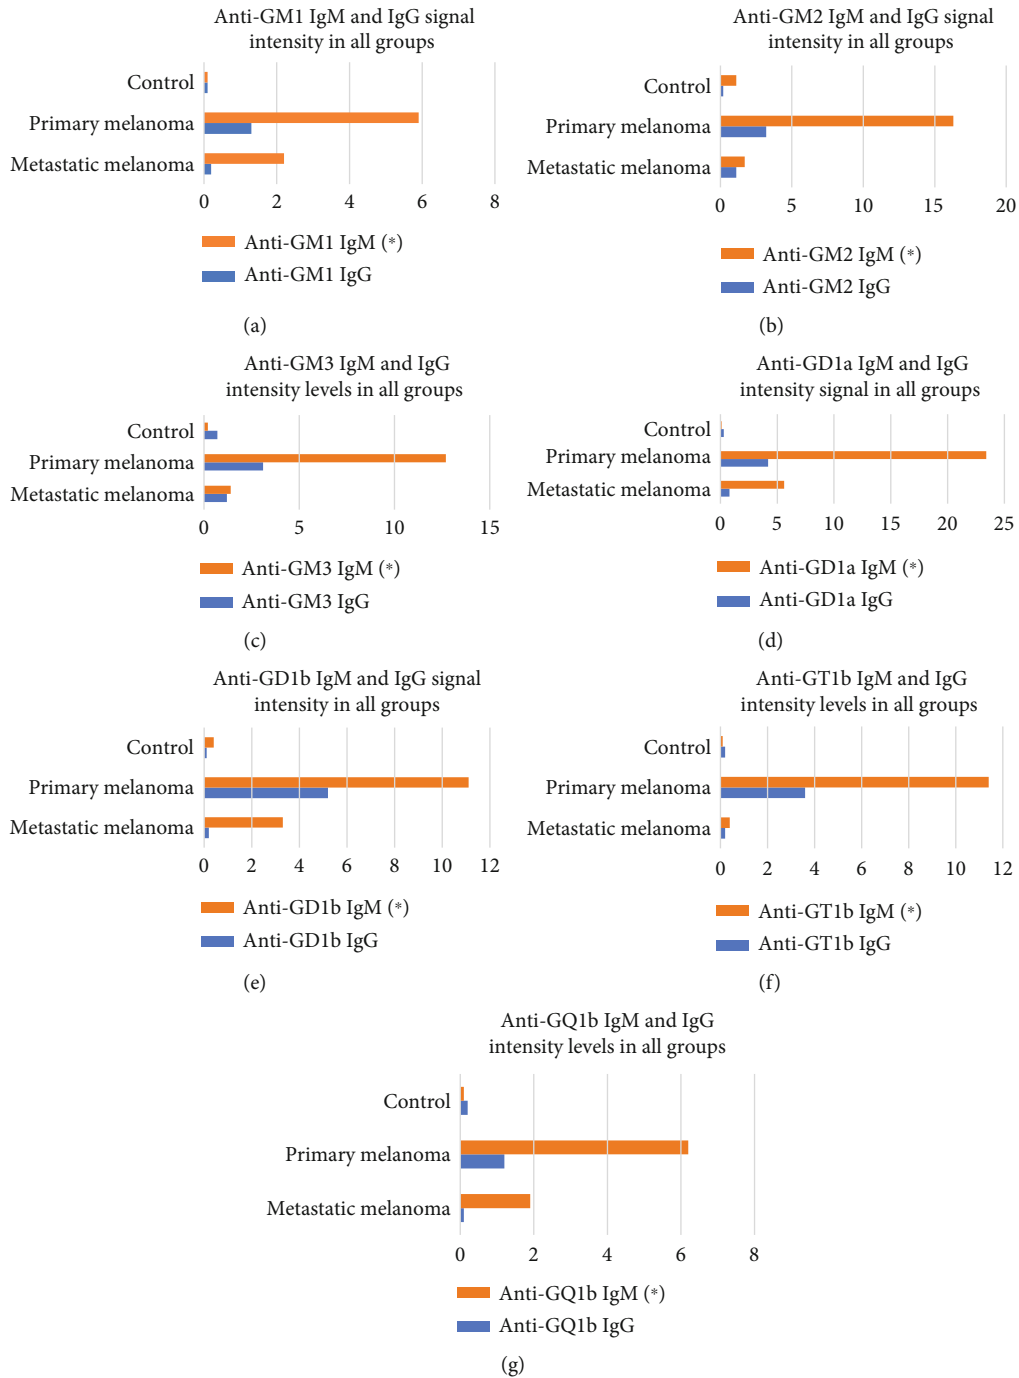 Anti-GM1 IgM and IgG signal
intensity in all groups
Control
Primary melanoma
Metastatic melanoma
0 2 4 6 8
Anti-GM1 IgM (*)
Anti-GM1 IgG
(a)
Anti-GM2 IgM and IgG signal
intensity in all groups
Control
Primary melanoma
Metastatic melanoma
0 5 10 15 20
Anti-GM2 IgM (*)
Anti-GM2 IgG
(b)
Anti-GM3 IgM and IgG
intensity levels in all groups
Control
Primary melanoma
Metastatic melanoma
0 5 10 15
Anti-GM3 IgM (*)
Anti-GM3 IgG
(c)
Anti-GD1a IgM and IgG
intensity signal in all groups
Control
Primary melanoma
Metastatic melanoma
0 5 10 15 20 25
Anti-GD1a IgM (*)
Anti-GD1a IgG
(d)
Anti-GD1b IgM and IgG signal
intensity in all groups
Control
Primary melanoma
Metastatic melanoma
0 2 4 6 8 10 12
Anti-GD1b IgM (*)
Anti-GD1b IgG
(e)
Anti-GT1b IgM and IgG
intensity levels in all groups
Control
Primary melanoma
Metastatic melanoma
0 2 4 6 8 10 12
Anti-GT1b IgM (*)
Anti-GT1b IgG
(f)
Anti-GQ1b IgM and IgG
intensity levels in all groups
Control
Primary melanoma
Metastatic melanoma
0 2 4 6 8
Anti-GQ1b IgM (*)
Anti-GQ1b IgG
(g)